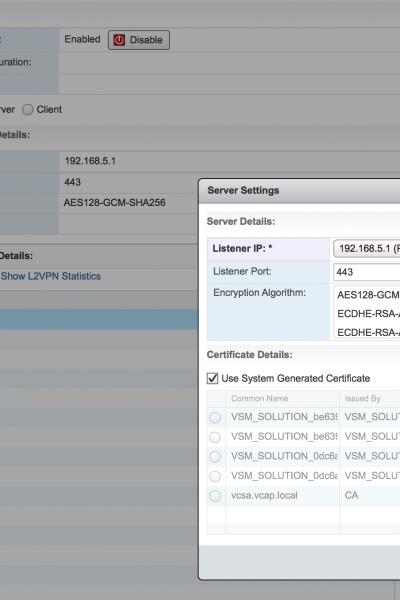 :
Enabled Disable
uration:
rver Client
Details:
192.168.5.1
443
AES128-GCM-SHA256
Server Settings
Server Details:
Listener IP: * 192.168.5.1 (P
Listener Port: 443
Encryption Algorithm: AES128-GCM
ECDHE-RSA-A
ECDHE-RSA-A
Details:
Show L2VPN Statistics
Certificate Details:
Use System Generated Certificate
Common Name Issued By
VSM_SOLUTION_be639 VSM_SOLUT
VSM_SOLUTION_be639 VSM_SOLUT
VSM_SOLUTION_0dc6a VSM_SOLUT
VSM_SOLUTION_0dc6a VSM_SOLUT
vcsa.vcap.local CA